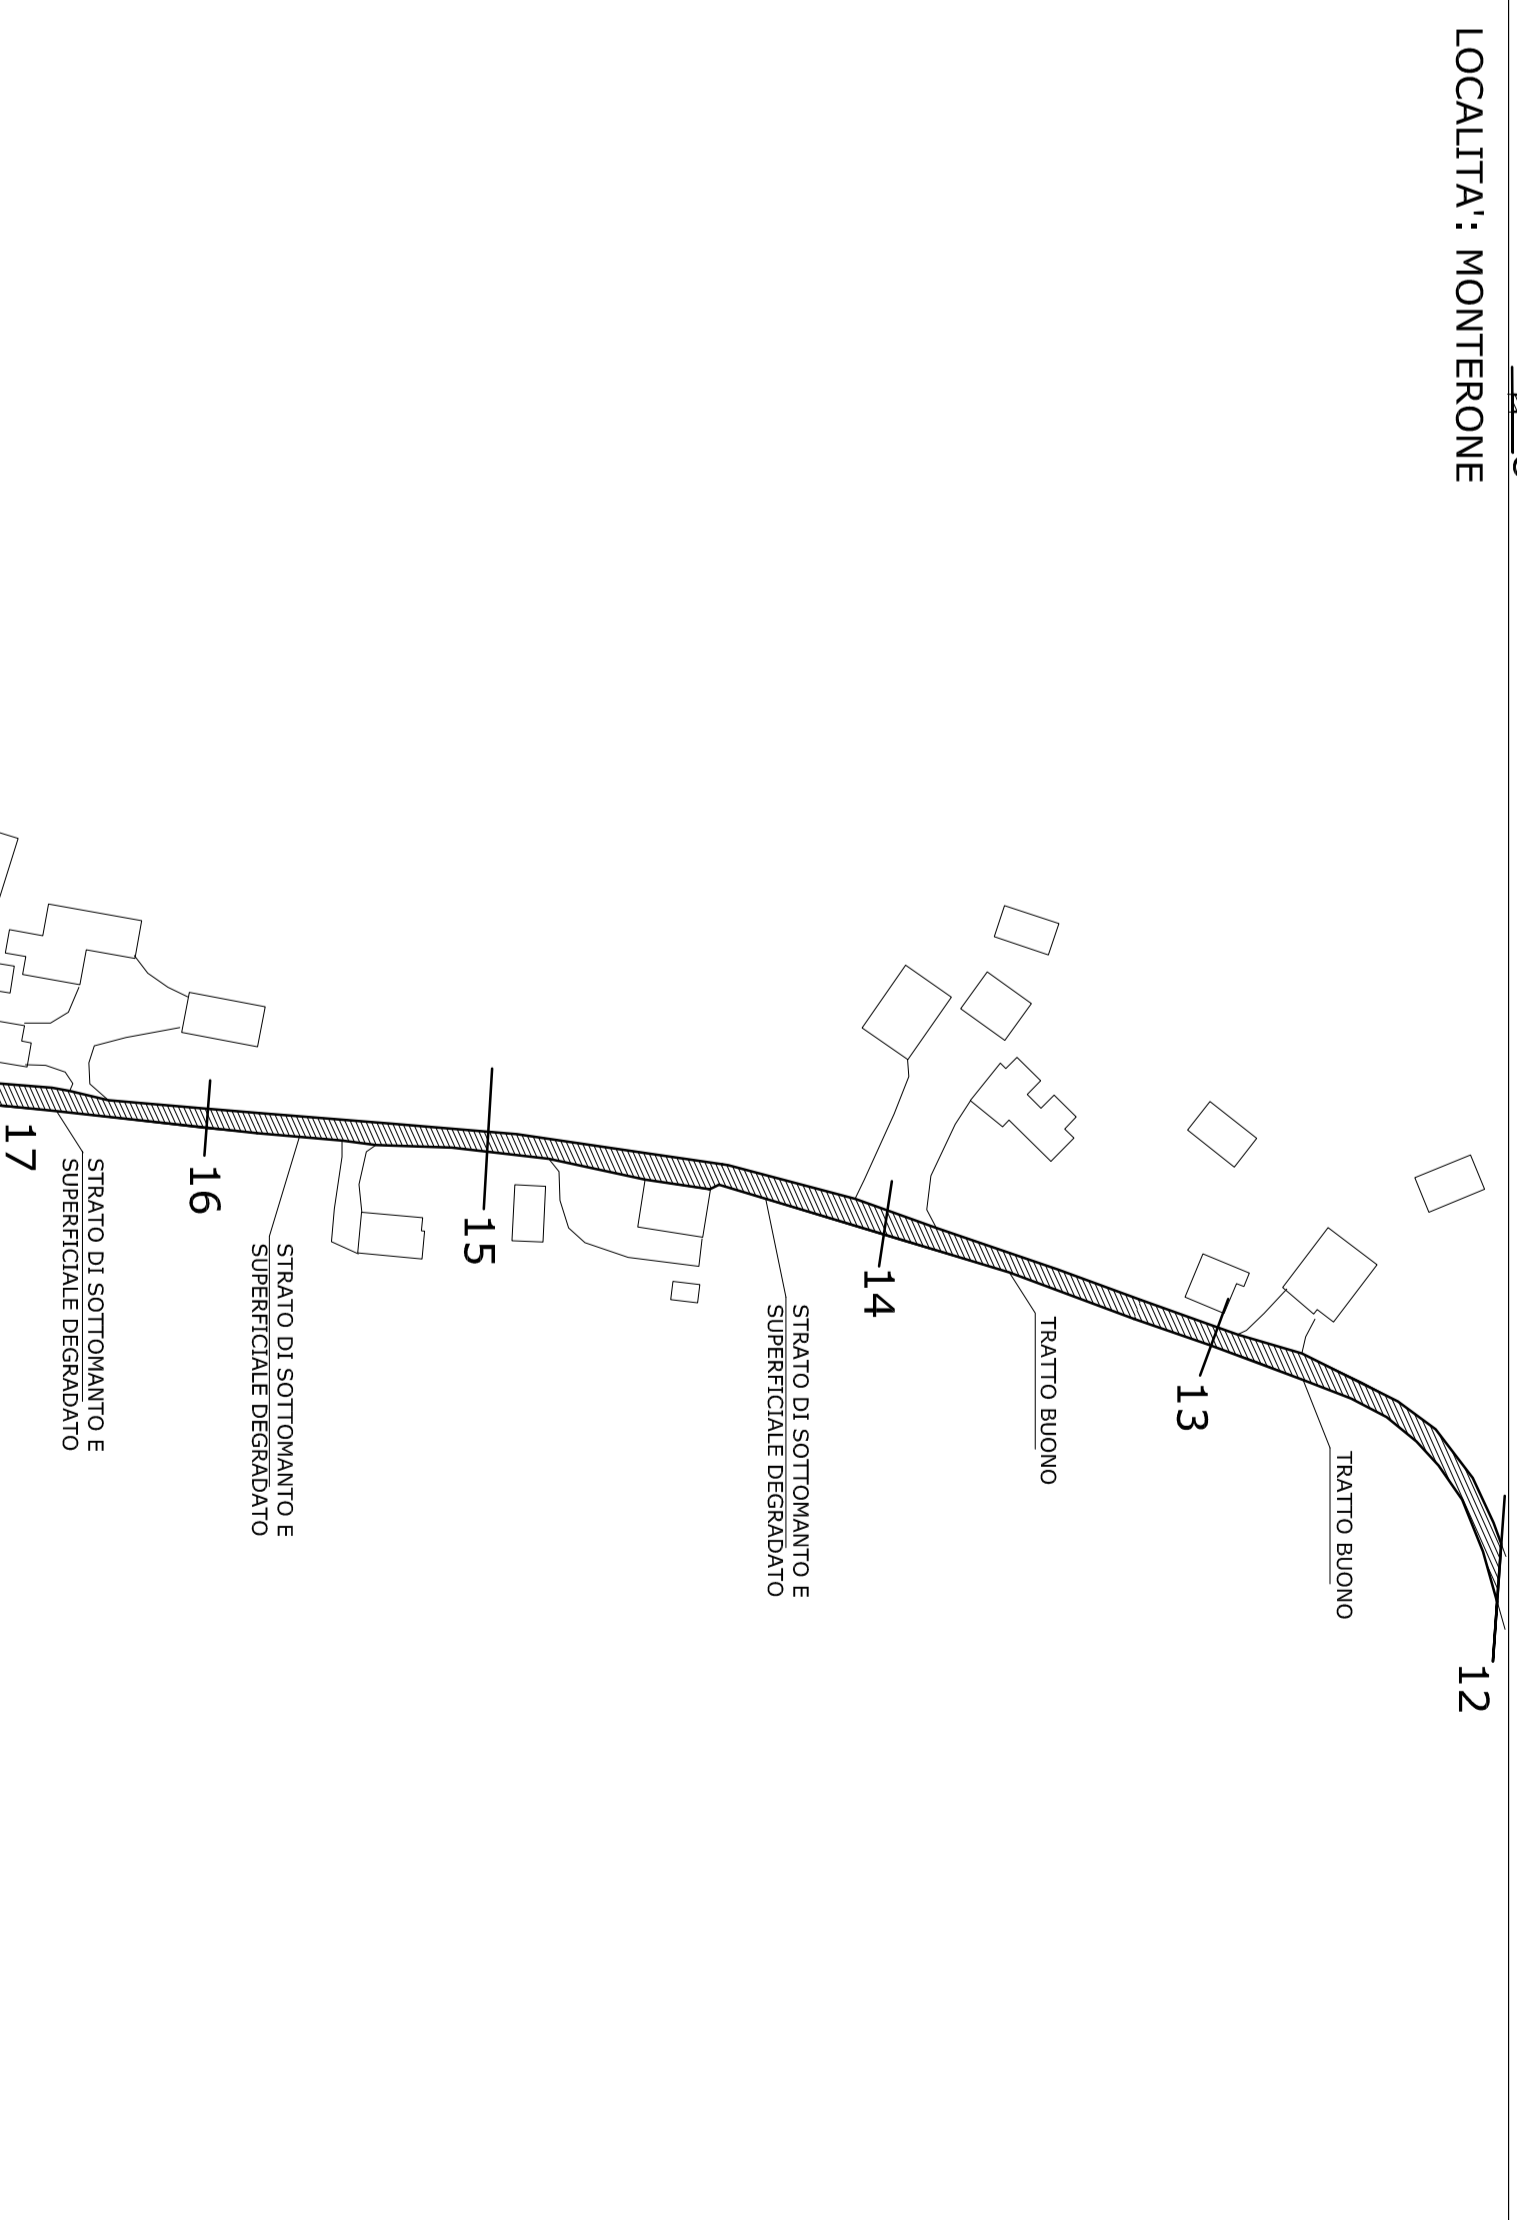 LOCALITA': MONTERONE
12
TRATTO BUONO
13
TRATTO BUONO
14
STRATO DI SOTTOMANTO E
SUPERFICIALE DEGRADATO
15
STRATO DI SOTTOMANTO E
SUPERFICIALE DEGRADATO
16
STRATO DI SOTTOMANTO E
SUPERFICIALE DEGRADATO
17